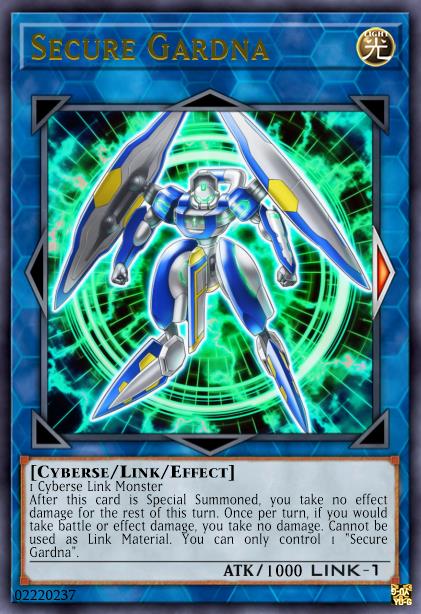 Secure Gardna
LIGHT
光
[Cyberse/Link/Effect]
1 Cyberse Link Monster
After this card is Special Summoned, you take no effect
damage for the rest of this turn. Once per turn, if you would
take battle or effect damage, you take no damage. Cannot be
used as Link Material. You can only control 1 "Secure
Gardna".
ATK/1000 LINK-1
02220237